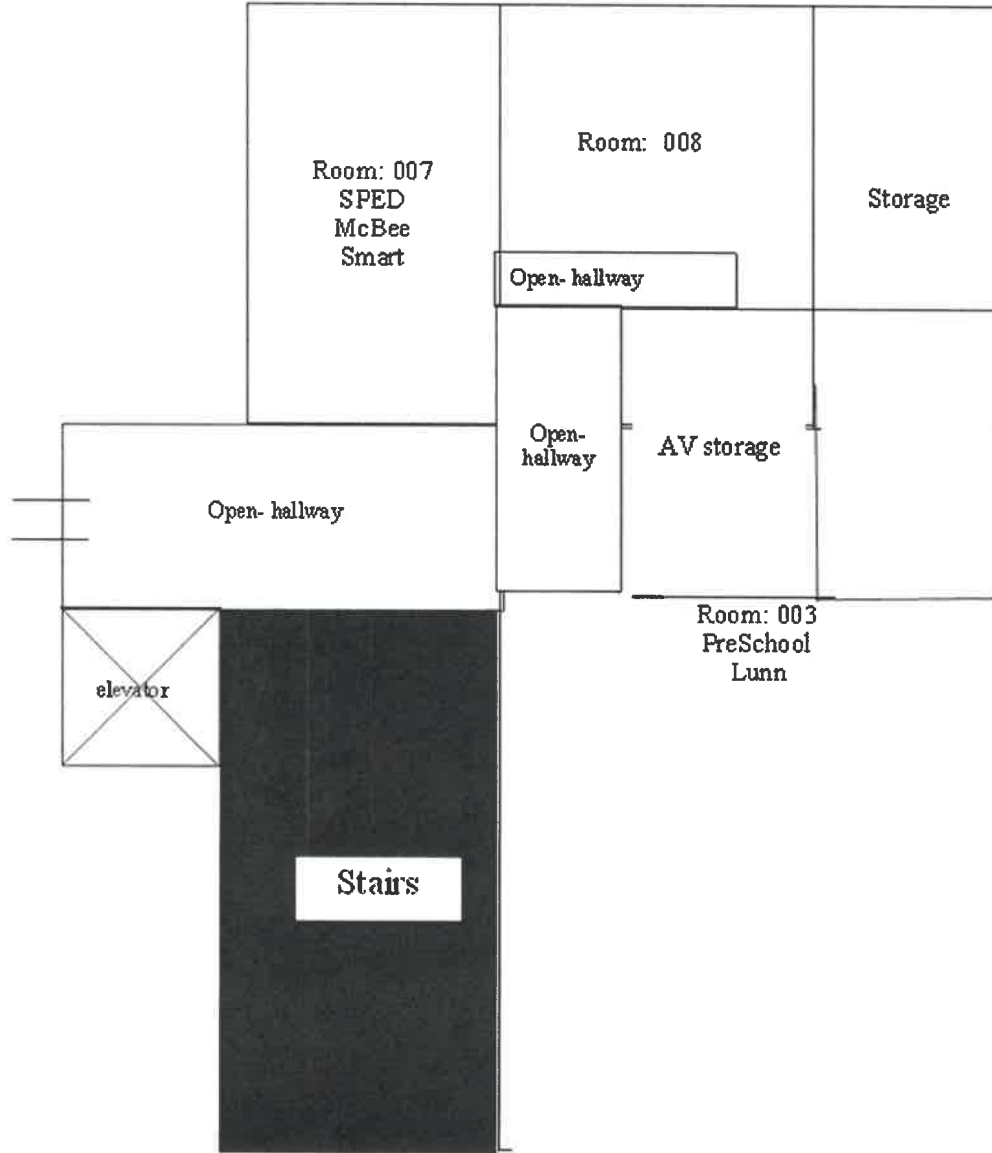 Room: 007
SPED
McBee
Smart
Room: 008
Storage
Open- hallway
Open-
hallway
AV storage
Open- hallway
Room: 003
PreSchool
Lunn
elevator
Stairs